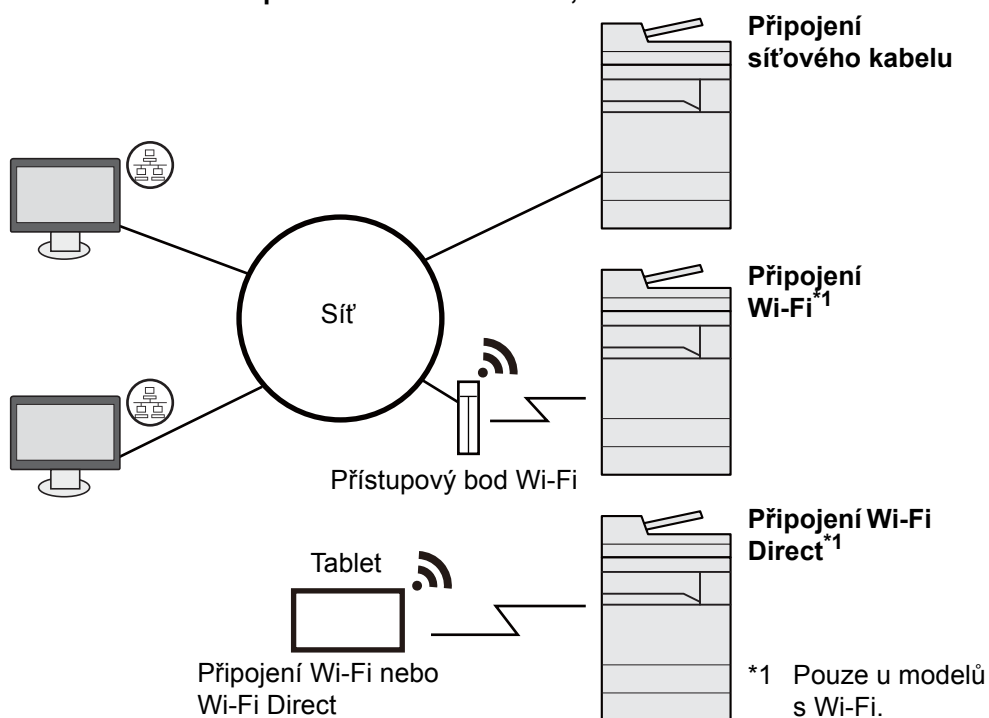 Připojení
síťového kabelu
Síť
Připojení
Wi-Fi*1
Přístupový bod Wi-Fi
Připojení Wi-Fi
Direct*1
Tablet
Připojení Wi-Fi nebo
Wi-Fi Direct
*1 Pouze u modelů
s Wi-Fi.